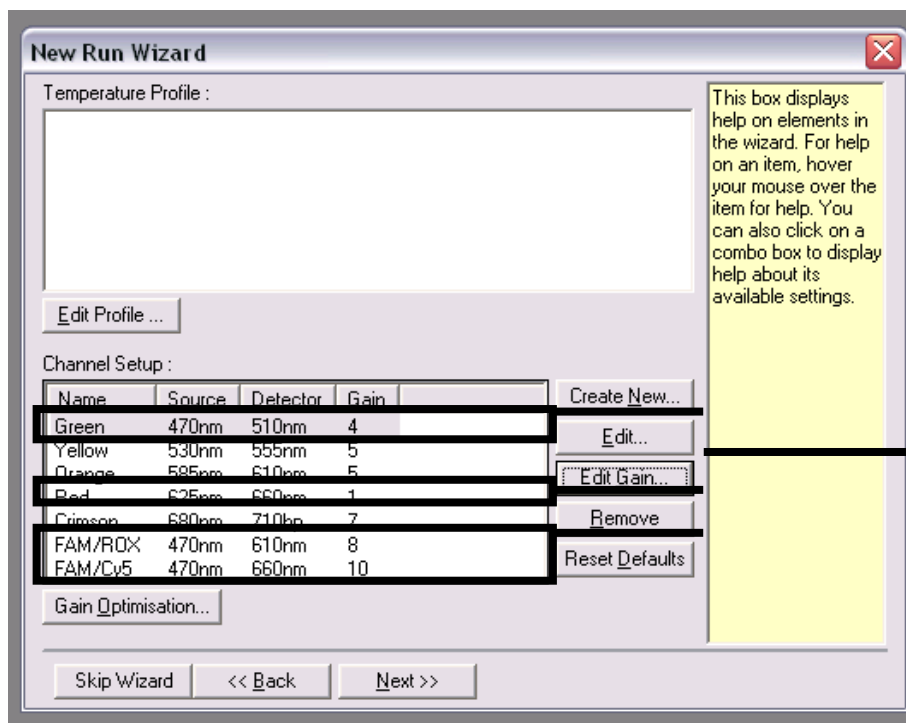 New Run Wizard
Temperature Profile :
Edit Profile ...
Channel Setup :
Name Source Detector Gain
Green 470nm 510nm 4
Yellow 530nm 555nm 5
Orange 585nm 610nm 5
Red 625nm 660nm 1
Crimson 680nm 710hp 7
FAM/ROX 470nm 610nm 8
FAM/Cy5 470nm 660nm 10
Create New...
Edit...
Edit Gain...
Remove
Reset Defaults
Gain Optimisation...
Skip Wizard
<< Back
Next >>
This box displays
help on elements in
the wizard. For help
on an item, hover
your mouse over the
item for help. You
can also click on a
combo box to display
help about its
available settings.